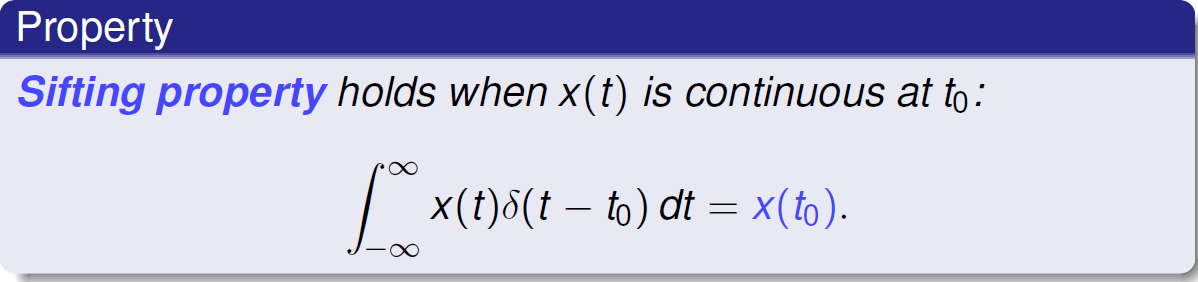 Property
Sifting property holds when x(t) is continuous at t₀:
∫_{-∞}^{∞} x(t)δ(t − t₀) dt = x(t₀).